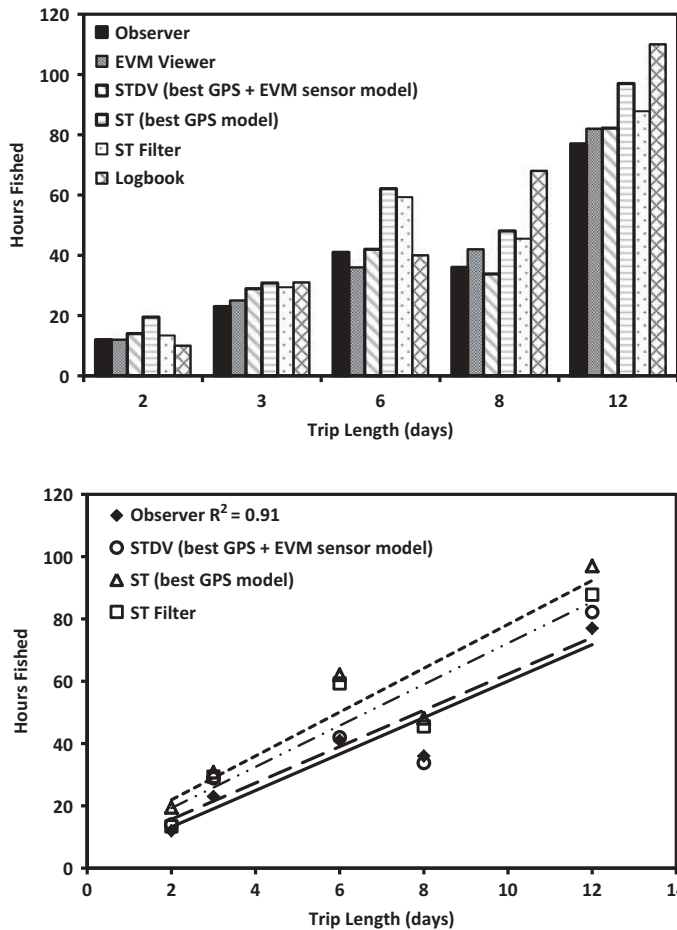 120
100
80
60
40
20
0
Hours Fished
Observer
EVM Viewer
STDV (best GPS + EVM sensor model)
ST (best GPS model)
ST Filter
Logbook
2 3 6 8 12
Trip Length (days)
120
100
80
60
40
20
0
Hours Fished
Observer R² = 0.91
STDV (best GPS + EVM sensor model)
ST (best GPS model)
ST Filter
0 2 4 6 8 10 12 14
Trip Length (days)